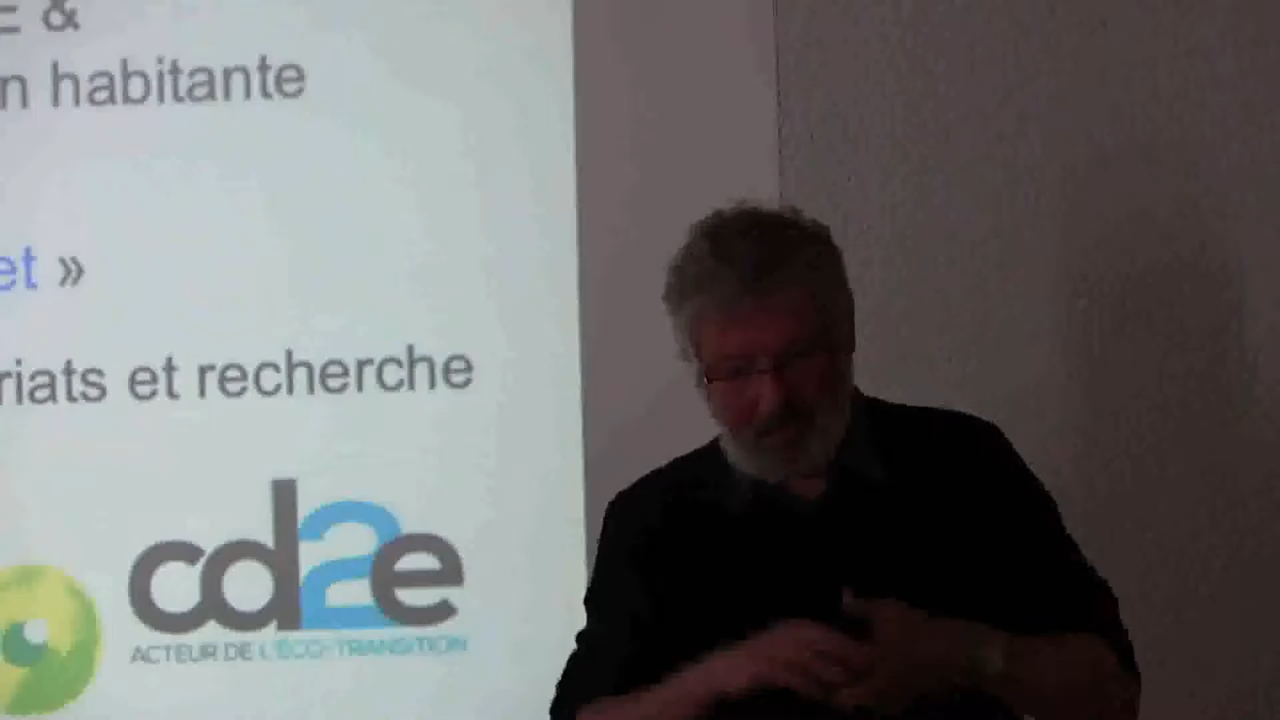 E &
n habitante
et »
riats et recherche
cd2e
ACTEUR DE L'ÉCO-TRANSITION